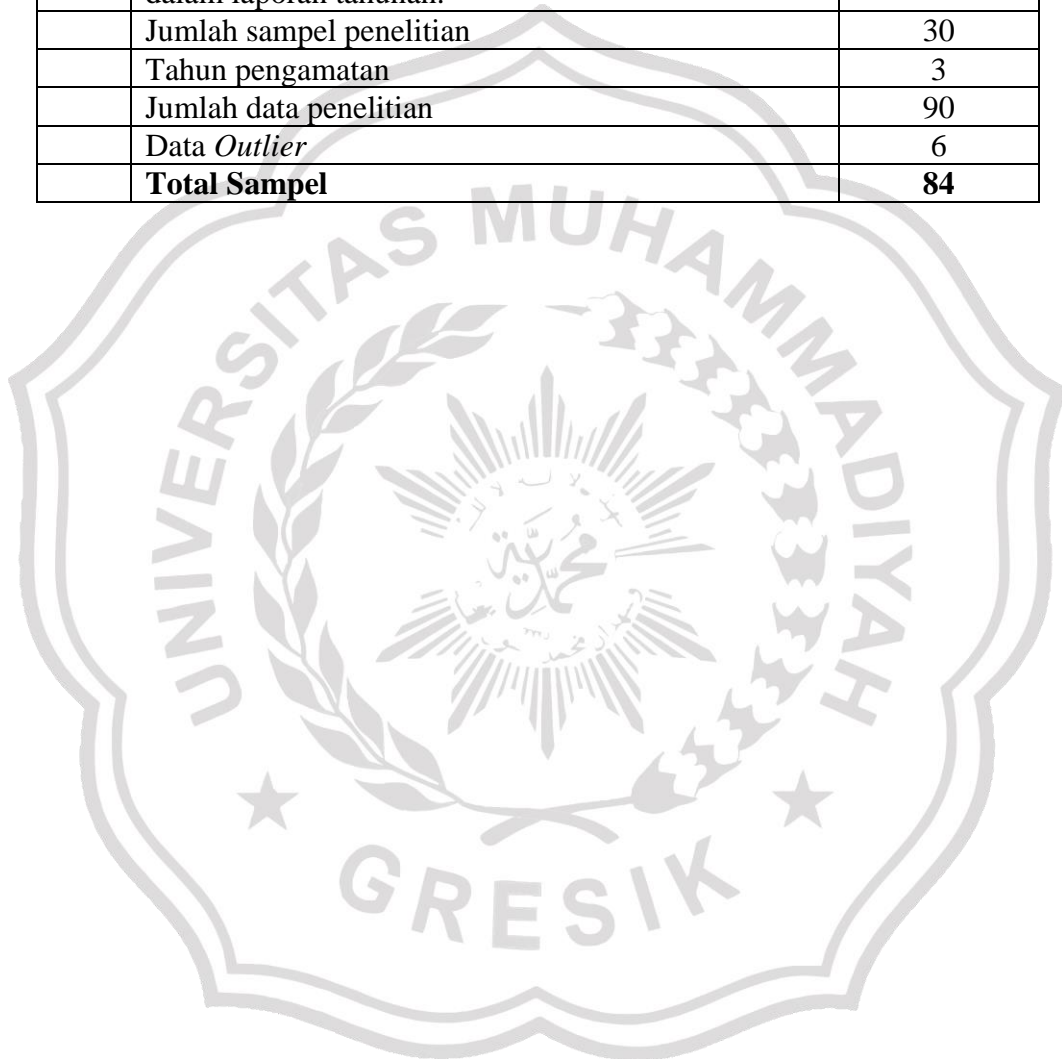 dalam laporan tahunan.
Jumlah sampel penelitian 30
Tahun pengamatan 3
Jumlah data penelitian 90
Data Outlier 6
Total Sampel 84
UNIVERSITAS MUHAMMADIYAH
GRESIK